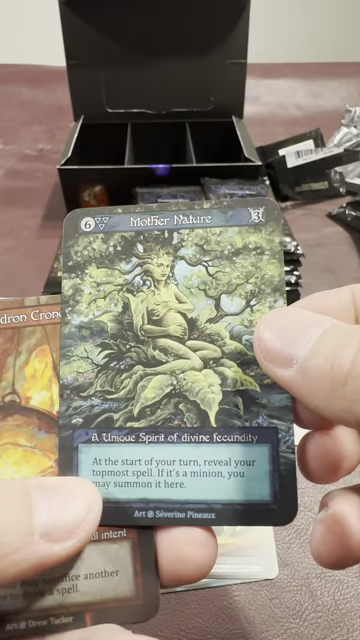 6
Mother Nature
3
A Unique Spirit of divine fecundity
At the start of your turn, reveal your
topmost spell. If it's a minion, you
may summon it here.
Art Séverine Pineaux
dron Crone
intent
sacrifice another
spell.
Art Drew Tucker